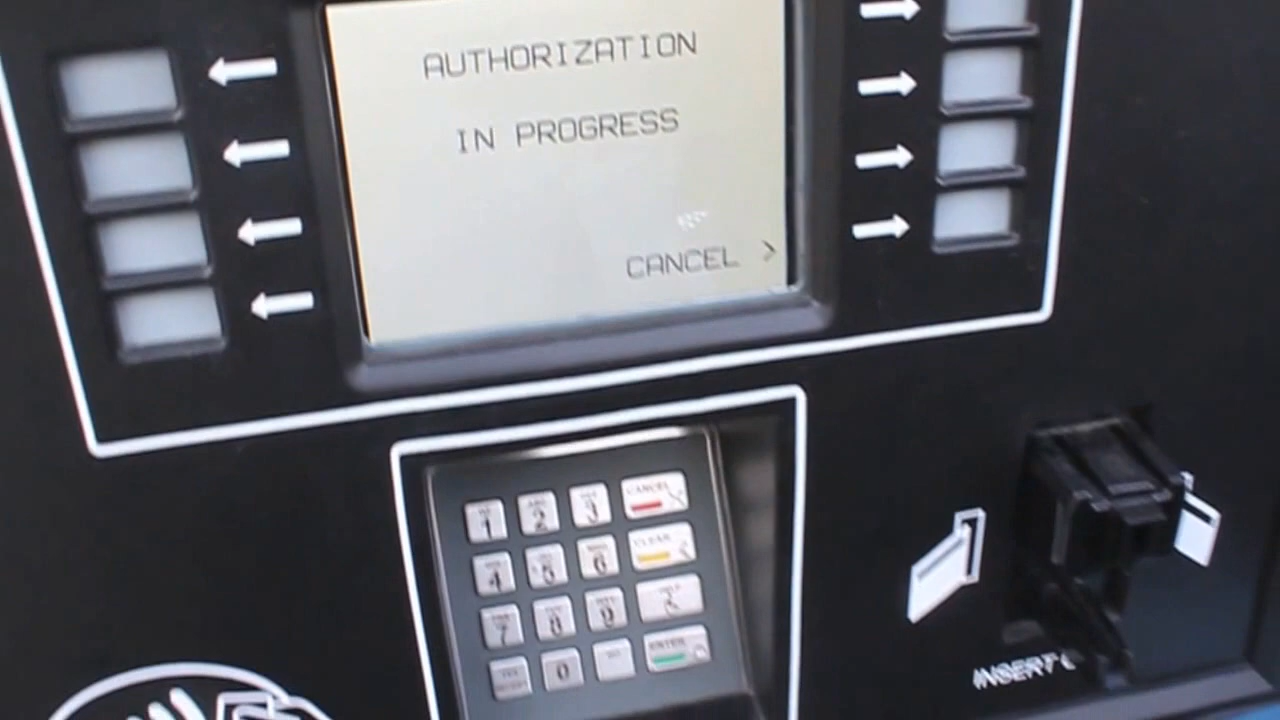 AUTHORIZATION
IN PROGRESS
CANCEL >
1 2 3 CANCEL
4 5 6 CLEAR
7 8 9
0 ENTER
INSERT